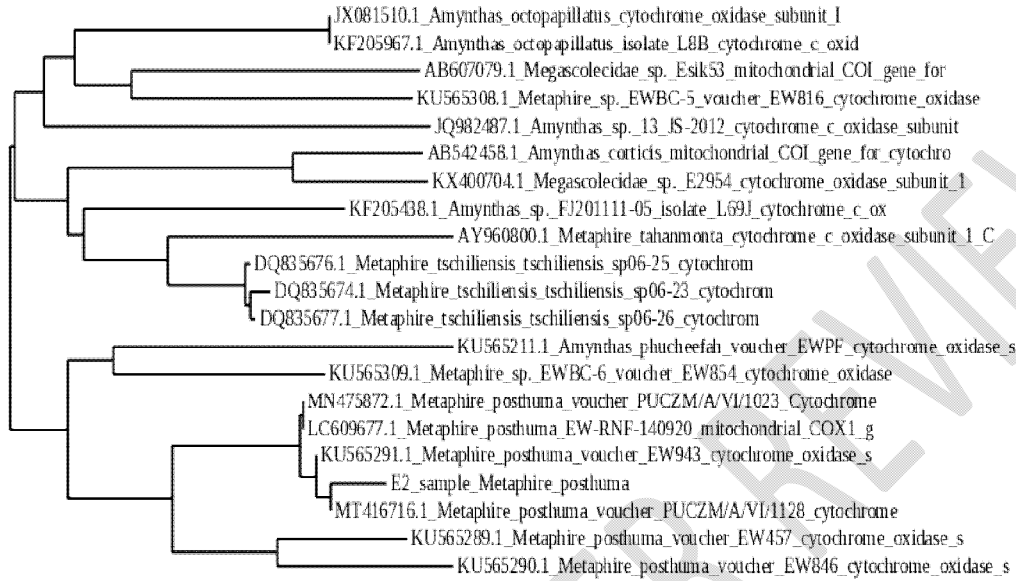 JX081510.1_Amynthas_octopapillatus_cytochrome_oxidase_subunit_I
KF205967.1_Amynthas_octopapillatus_isolate_L8B_cytochrome_c_oxid
AB607079.1_Megascolecidae_sp._Esik53_mitochondrial_COI_gene_for
KU565308.1_Metaphire_sp._EWBC-5_voucher_EW816_cytochrome_oxidase
JQ982487.1_Amynthas_sp._13_JS-2012_cytochrome_c_oxidase_subunit
AB542458.1_Amynthas_corticis_mitochondrial_COI_gene_for_cytochro
KX400704.1_Megascolecidae_sp._E2954_cytochrome_oxidase_subunit_1
KF205438.1_Amynthas_sp._FJ201111-05_isolate_L69J_cytochrome_c_ox
AY960800.1_Metaphire_tahanmonta_cytochrome_c_oxidase_subunit_1_C
DQ835676.1_Metaphire_tschiliensis_tschiliensis_sp06-25_cytochrom
DQ835674.1_Metaphire_tschiliensis_tschiliensis_sp06-23_cytochrom
DQ835677.1_Metaphire_tschiliensis_tschiliensis_sp06-26_cytochrom
KU565211.1_Amynthas_phucheefah_voucher_EWPF_cytochrome_oxidase_s
KU565309.1_Metaphire_sp._EWBC-6_voucher_EW854_cytochrome_oxidase
MN475872.1_Metaphire_posthuma_voucher_PUCZM/A/VI/1023_Cytochrome
LC609677.1_Metaphire_posthuma_EW-RNF-140920_mitochondrial_COX1_g
KU565291.1_Metaphire_posthuma_voucher_EW943_cytochrome_oxidase_s
E2_sample_Metaphire_posthuma
MT416716.1_Metaphire_posthuma_voucher_PUCZM/A/VI/1128_cytochrome
KU565289.1_Metaphire_posthuma_voucher_EW457_cytochrome_oxidase_s
KU565290.1_Metaphire_posthuma_voucher_EW846_cytochrome_oxidase_s